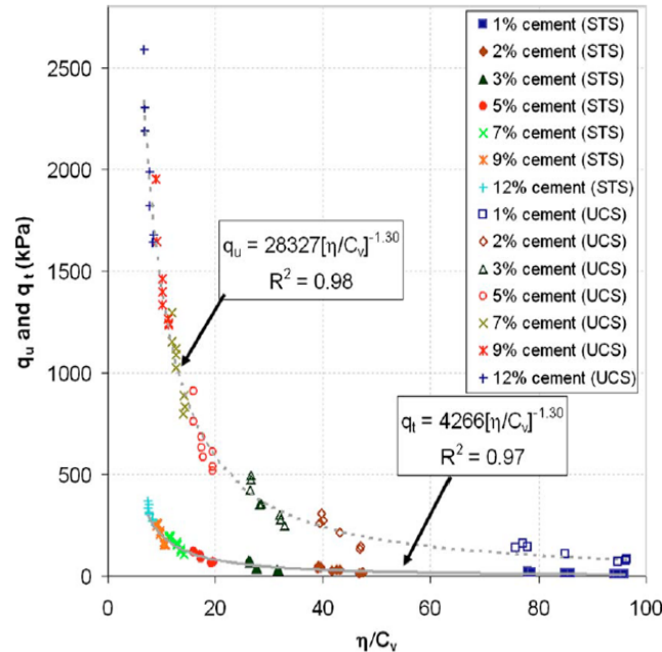 2500
2000
1500
1000
500
0
0
20
40
60
80
100
q_u and q_t (kPa)
η/C_v
1% cement (STS)
2% cement (STS)
3% cement (STS)
5% cement (STS)
7% cement (STS)
9% cement (STS)
12% cement (STS)
1% cement (UCS)
2% cement (UCS)
3% cement (UCS)
5% cement (UCS)
7% cement (UCS)
9% cement (UCS)
12% cement (UCS)
q_u = 28327[η/C_v]^-1.30
R² = 0.98
q_t = 4266[η/C_v]^-1.30
R² = 0.97